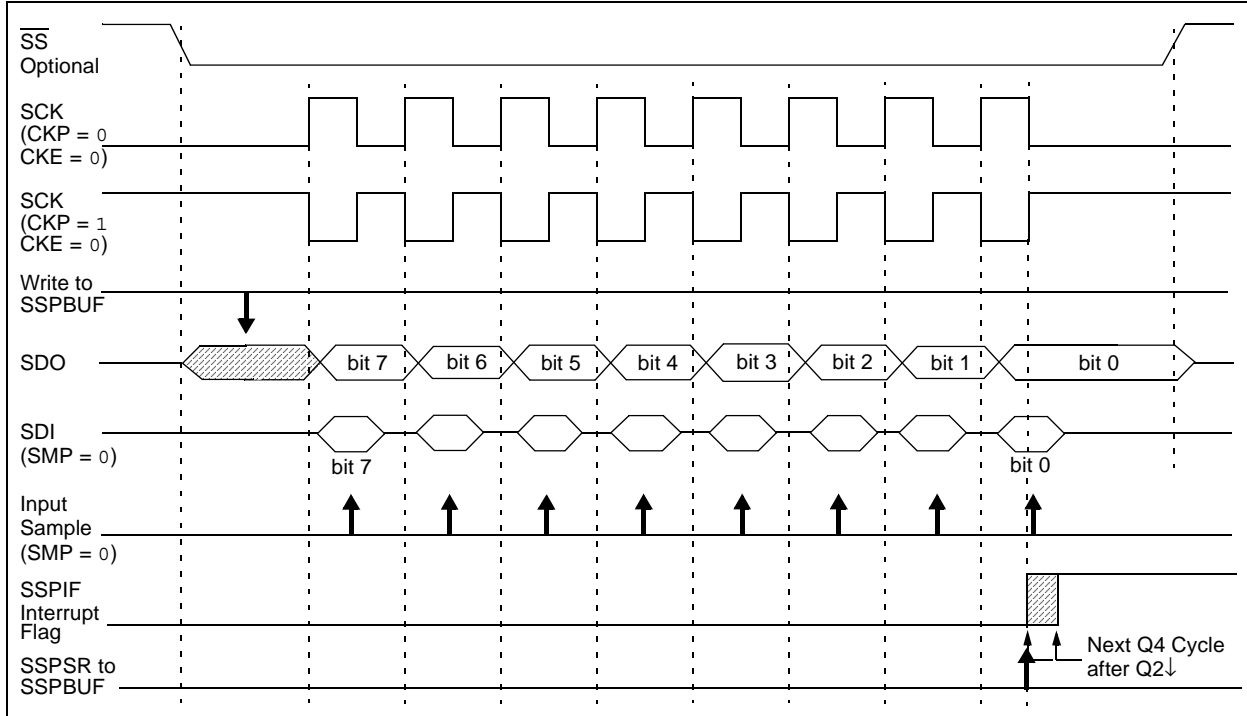 SS
Optional
SCK
(CKP = 0
CKE = 0)
SCK
(CKP = 1
CKE = 0)
Write to
SSPBUF
SDO
bit 7
bit 6
bit 5
bit 4
bit 3
bit 2
bit 1
bit 0
SDI
(SMP = 0)
bit 7
bit 0
Input
Sample
(SMP = 0)
SSPIF
Interrupt
Flag
Next Q4 Cycle
after Q2↓
SSPSR to
SSPBUF